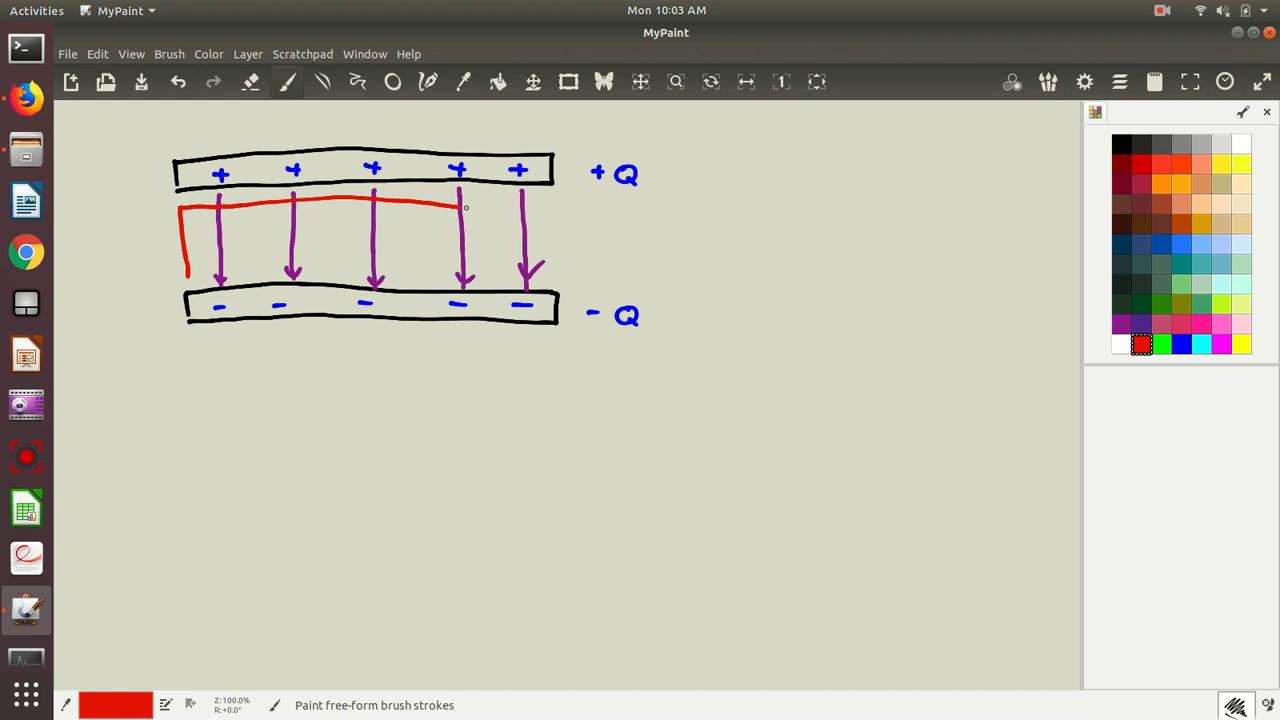 Activities MyPaint Mon 10:03 AM
MyPaint
File Edit View Brush Color Layer Scratchpad Window Help
+ + + + + + Q
- - - - - - Q
Z: 100.0%
R: +0.0°
Paint free-form brush strokes